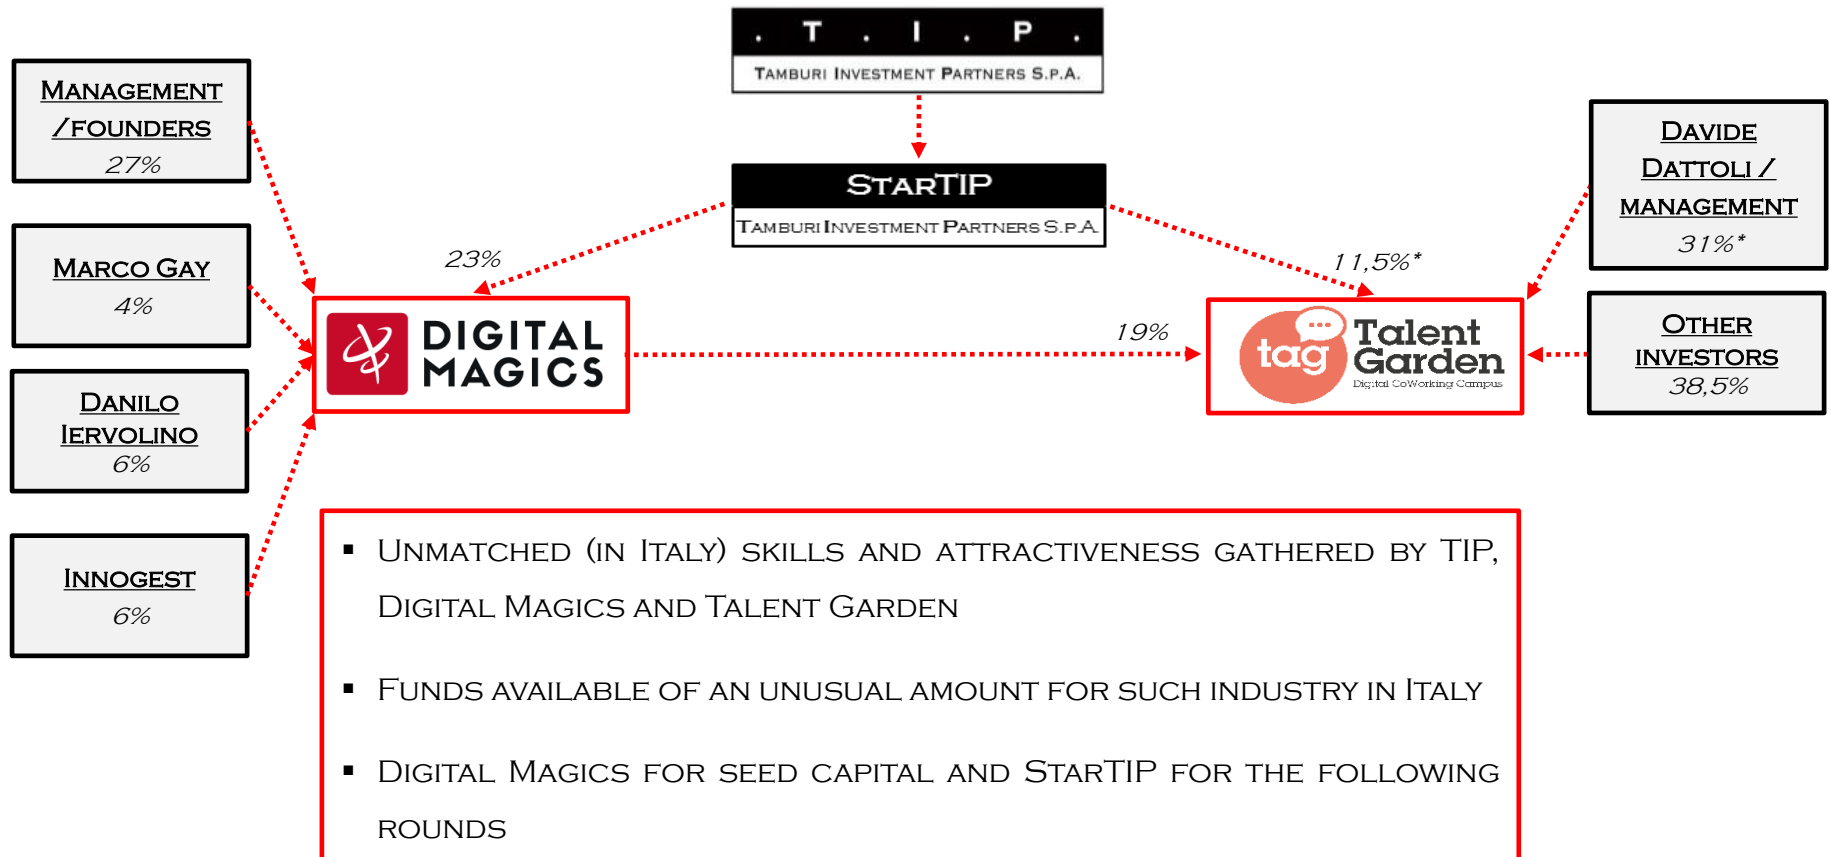 . T . I . P .
TAMBURI INVESTMENT PARTNERS S.P.A.
MANAGEMENT
/FOUNDERS
27%
STARTIP
TAMBURI INVESTMENT PARTNERS S.P.A.
DAVIDE
DATTOLI /
MANAGEMENT
31%*
MARCO GAY
4%
23%
11,5%*
DIGITAL
MAGICS
19%
tag
Talent
Garden
Digital CoWorking Campus
OTHER
INVESTORS
38,5%
DANILO
IERVOLINO
6%
INNOGEST
6%
▪ UNMATCHED (IN ITALY) SKILLS AND ATTRACTIVENESS GATHERED BY TIP,
DIGITAL MAGICS AND TALENT GARDEN
▪ FUNDS AVAILABLE OF AN UNUSUAL AMOUNT FOR SUCH INDUSTRY IN ITALY
▪ DIGITAL MAGICS FOR SEED CAPITAL AND STARTIP FOR THE FOLLOWING
ROUNDS